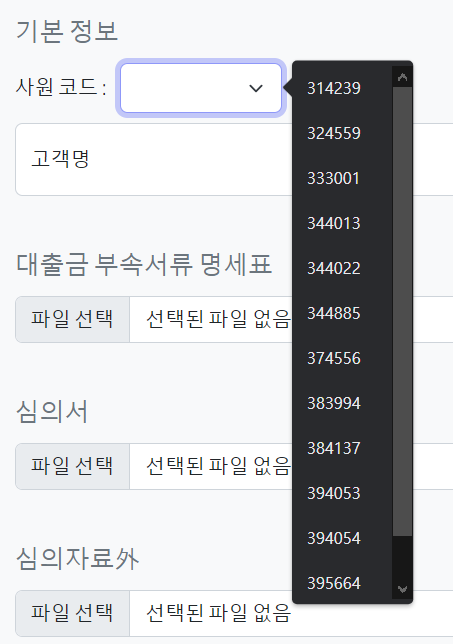 기본 정보
사원 코드 :
314239
324559
333001
344013
344022
344885
374556
383994
384137
394053
394054
395664
고객명
대출금 부속서류 명세표
파일 선택 선택된 파일 없음
심의서
파일 선택 선택된 파일 없음
심의자료外
파일 선택 선택된 파일 없음